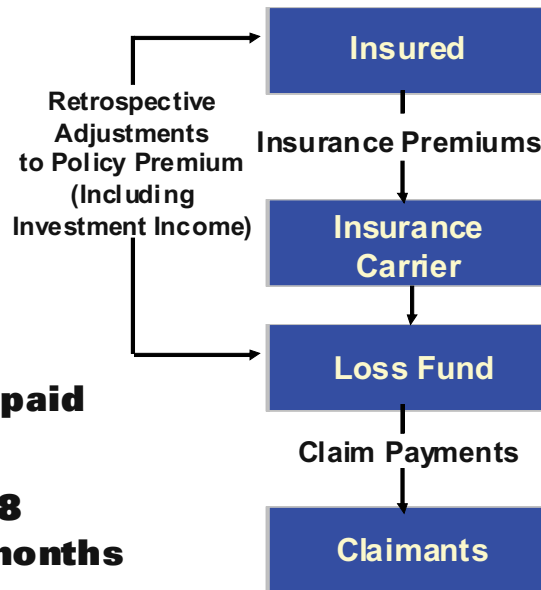 Insured
Retrospective
Adjustments
to Policy Premium
(Including
Investment Income)
Insurance Premiums
Insurance
Carrier
Loss Fund
paid
Claim Payments
8
months
Claimants